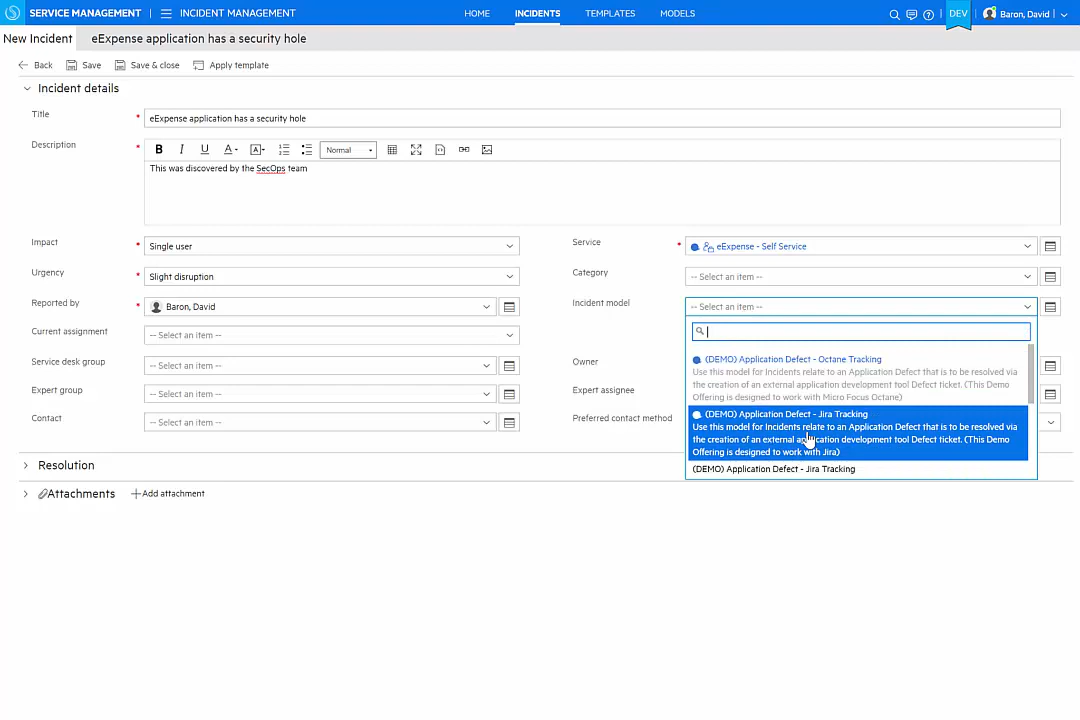 SERVICE MANAGEMENT INCIDENT MANAGEMENT HOME INCIDENTS TEMPLATES MODELS DEV Baron, David
New Incident eExpense application has a security hole
Back Save Save & close Apply template
Incident details
Title * eExpense application has a security hole
Description * B I U A A Normal
This was discovered by the SecOps team
Impact * Single user Service * eExpense - Self Service
Urgency * Slight disruption Category -- Select an item --
Reported by * Baron, David Incident model -- Select an item --
Current assignment -- Select an item --
Service desk group -- Select an item -- Owner
Expert group -- Select an item -- Expert assignee
Contact -- Select an item -- Preferred contact method
(DEMO) Application Defect - Octane Tracking
Use this model for Incidents relate to an Application Defect that is to be resolved via
the creation of an external application development tool Defect ticket. (This Demo
Offering is designed to work with Micro Focus Octane)
(DEMO) Application Defect - Jira Tracking
Use this model for Incidents relate to an Application Defect that is to be resolved via
the creation of an external application development tool Defect ticket. (This Demo
Offering is designed to work with Jira)
(DEMO) Application Defect - Jira Tracking
Resolution
Attachments Add attachment